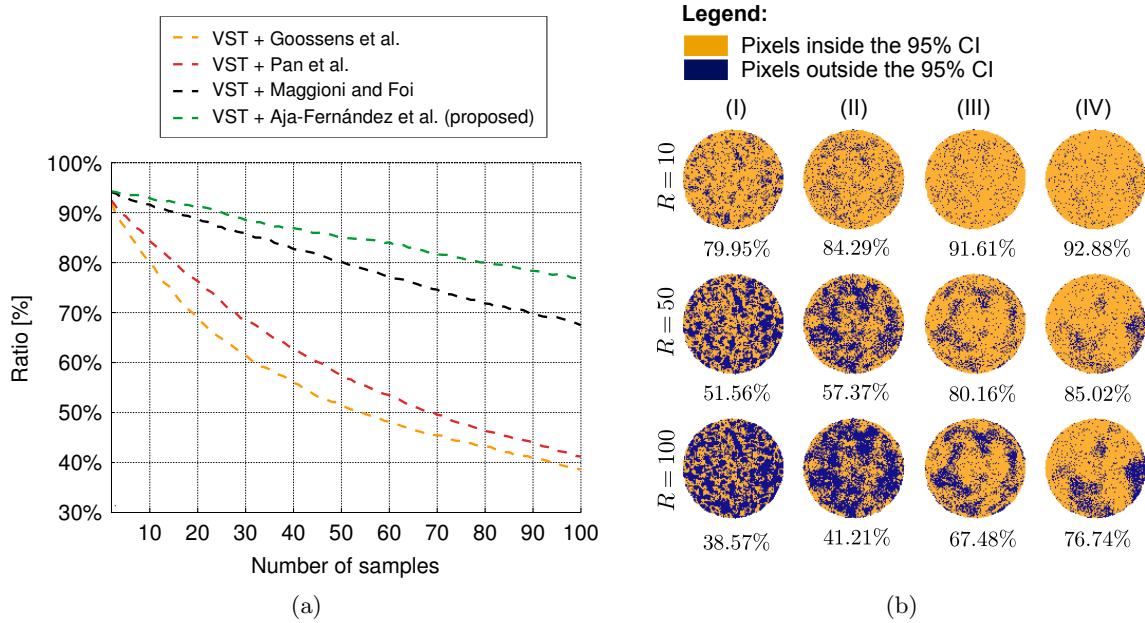 VST + Goossens et al.
VST + Pan et al.
VST + Maggioni and Foi
VST + Aja-Fernández et al. (proposed)
100%
90%
80%
70%
60%
50%
40%
30%
Ratio [%]
10 20 30 40 50 60 70 80 90 100
Number of samples
(a)
Legend:
Pixels inside the 95% CI
Pixels outside the 95% CI
(I) (II) (III) (IV)
R = 10
79.95% 84.29% 91.61% 92.88%
R = 50
51.56% 57.37% 80.16% 85.02%
R = 100
38.57% 41.21% 67.48% 76.74%
(b)